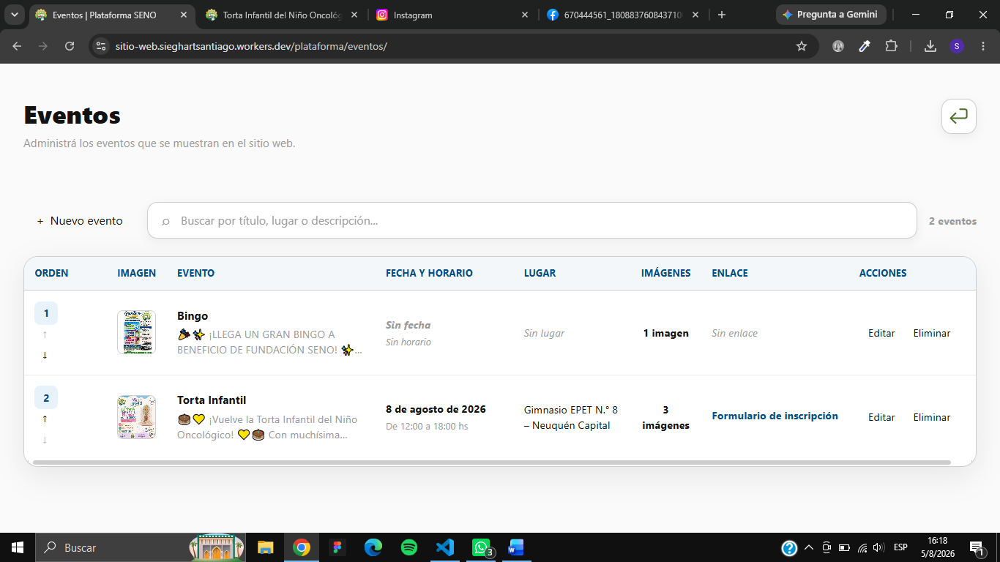 Eventos | Plataforma SENO
Torta Infantil del Niño Oncológ
Instagram
670444561_180883760843710
Pregunta a Gemini
sitio-web.sieghartsantiago.workers.dev/plataforma/eventos/
S
Eventos
Administrá los eventos que se muestran en el sitio web.
+ Nuevo evento
Buscar por título, lugar o descripción...
2 eventos
ORDEN IMAGEN EVENTO FECHA Y HORARIO LUGAR IMÁGENES ENLACE ACCIONES
1
↑
↓
Bingo
🎉✨ ¡LLEGA UN GRAN BINGO A
BENEFICIO DE FUNDACIÓN SENO! ✨...
Sin fecha
Sin horario
Sin lugar
1 imagen
Sin enlace
Editar Eliminar
2
↑
↓
Torta Infantil
🎂💛 ¡Vuelve la Torta Infantil del Niño
Oncológico! 💛🎂 Con muchísima...
8 de agosto de 2026
De 12:00 a 18:00 hs
Gimnasio EPET N.° 8
– Neuquén Capital
3
imágenes
Formulario de inscripción
Editar Eliminar
Buscar
3
ESP
16:18
5/8/2026
1